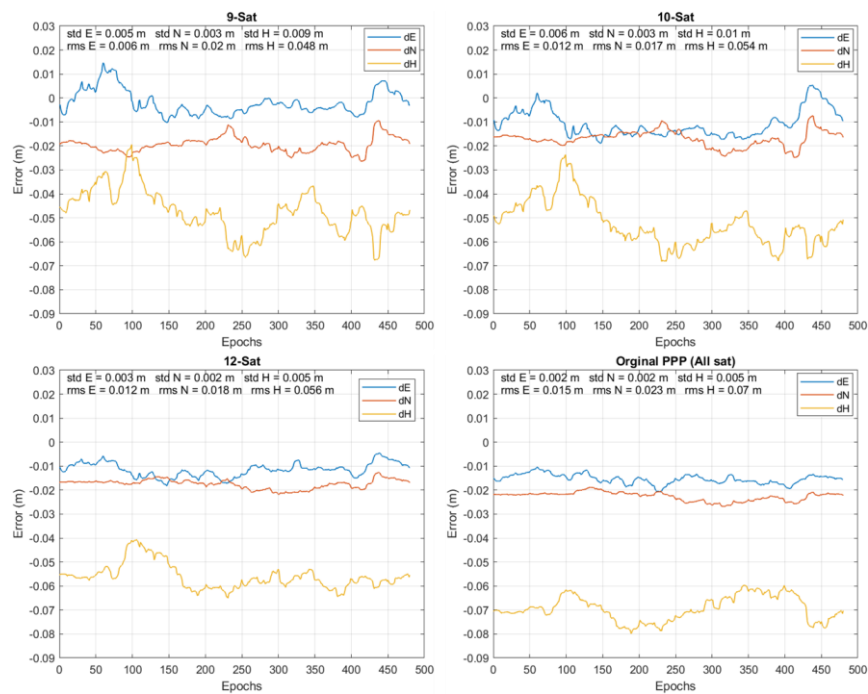 9-Sat
std E = 0.005 m std N = 0.003 m std H = 0.009 m
rms E = 0.006 m rms N = 0.02 m rms H = 0.048 m
dE
dN
dH
0.03
0.02
0.01
0
-0.01
-0.02
-0.03
-0.04
-0.05
-0.06
-0.07
-0.08
-0.09
Error (m)
0 50 100 150 200 250 300 350 400 450 500
Epochs
10-Sat
std E = 0.006 m std N = 0.003 m std H = 0.01 m
rms E = 0.012 m rms N = 0.017 m rms H = 0.054 m
dE
dN
dH
0.03
0.02
0.01
0
-0.01
-0.02
-0.03
-0.04
-0.05
-0.06
-0.07
-0.08
-0.09
Error (m)
0 50 100 150 200 250 300 350 400 450 500
Epochs
12-Sat
std E = 0.003 m std N = 0.002 m std H = 0.005 m
rms E = 0.012 m rms N = 0.018 m rms H = 0.056 m
dE
dN
dH
0.03
0.02
0.01
0
-0.01
-0.02
-0.03
-0.04
-0.05
-0.06
-0.07
-0.08
-0.09
Error (m)
0 50 100 150 200 250 300 350 400 450 500
Epochs
Orginal PPP (All sat)
std E = 0.002 m std N = 0.002 m std H = 0.005 m
rms E = 0.015 m rms N = 0.023 m rms H = 0.07 m
dE
dN
dH
0.03
0.02
0.01
0
-0.01
-0.02
-0.03
-0.04
-0.05
-0.06
-0.07
-0.08
-0.09
Error (m)
0 50 100 150 200 250 300 350 400 450 500
Epochs